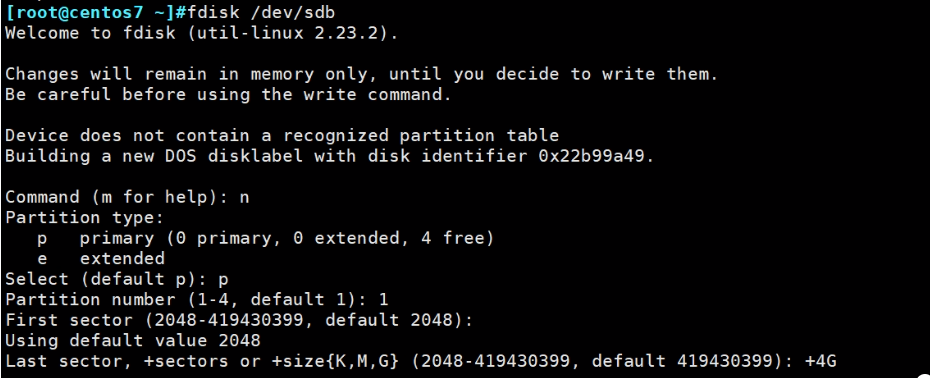 [root@centos7 ~]#fdisk /dev/sdb
Welcome to fdisk (util-linux 2.23.2).
Changes will remain in memory only, until you decide to write them.
Be careful before using the write command.
Device does not contain a recognized partition table
Building a new DOS disklabel with disk identifier 0x22b99a49.
Command (m for help): n
Partition type:
   p   primary (0 primary, 0 extended, 4 free)
   e   extended
Select (default p): p
Partition number (1-4, default 1): 1
First sector (2048-419430399, default 2048):
Using default value 2048
Last sector, +sectors or +size{K,M,G} (2048-419430399, default 419430399): +4G